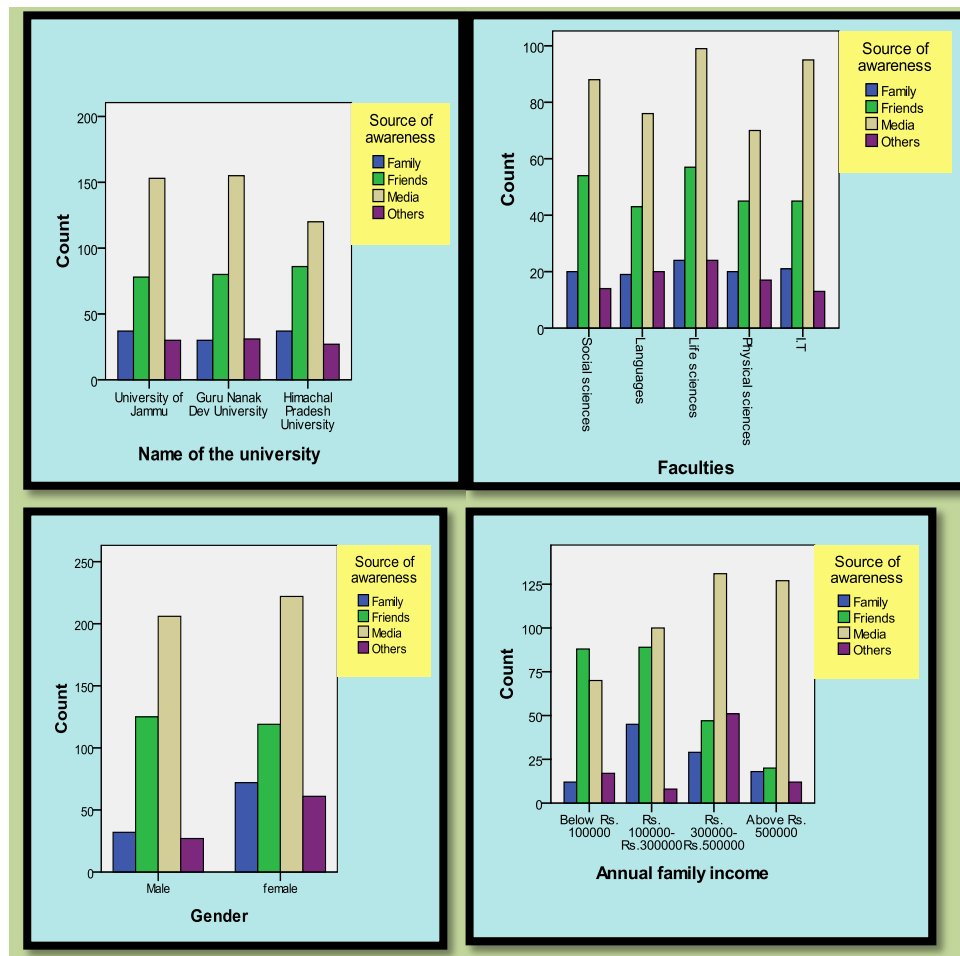 Source of
awareness
Family
Friends
Media
Others
200
150
100
50
0
Count
University of
Jammu
Guru Nanak
Dev University
Himachal
Pradesh
University
Name of the university
Source of
awareness
Family
Friends
Media
Others
100
80
60
40
20
0
Count
Social sciences
Languages
Life sciences
Physical sciences
I.T
Faculties
Source of
awareness
Family
Friends
Media
Others
250
200
150
100
50
0
Count
Male
female
Gender
Source of
awareness
Family
Friends
Media
Others
125
100
75
50
25
0
Count
Below Rs.
100000
Rs.
100000-
Rs.300000
Rs.
300000-
Rs.500000
Above Rs.
500000
Annual family income